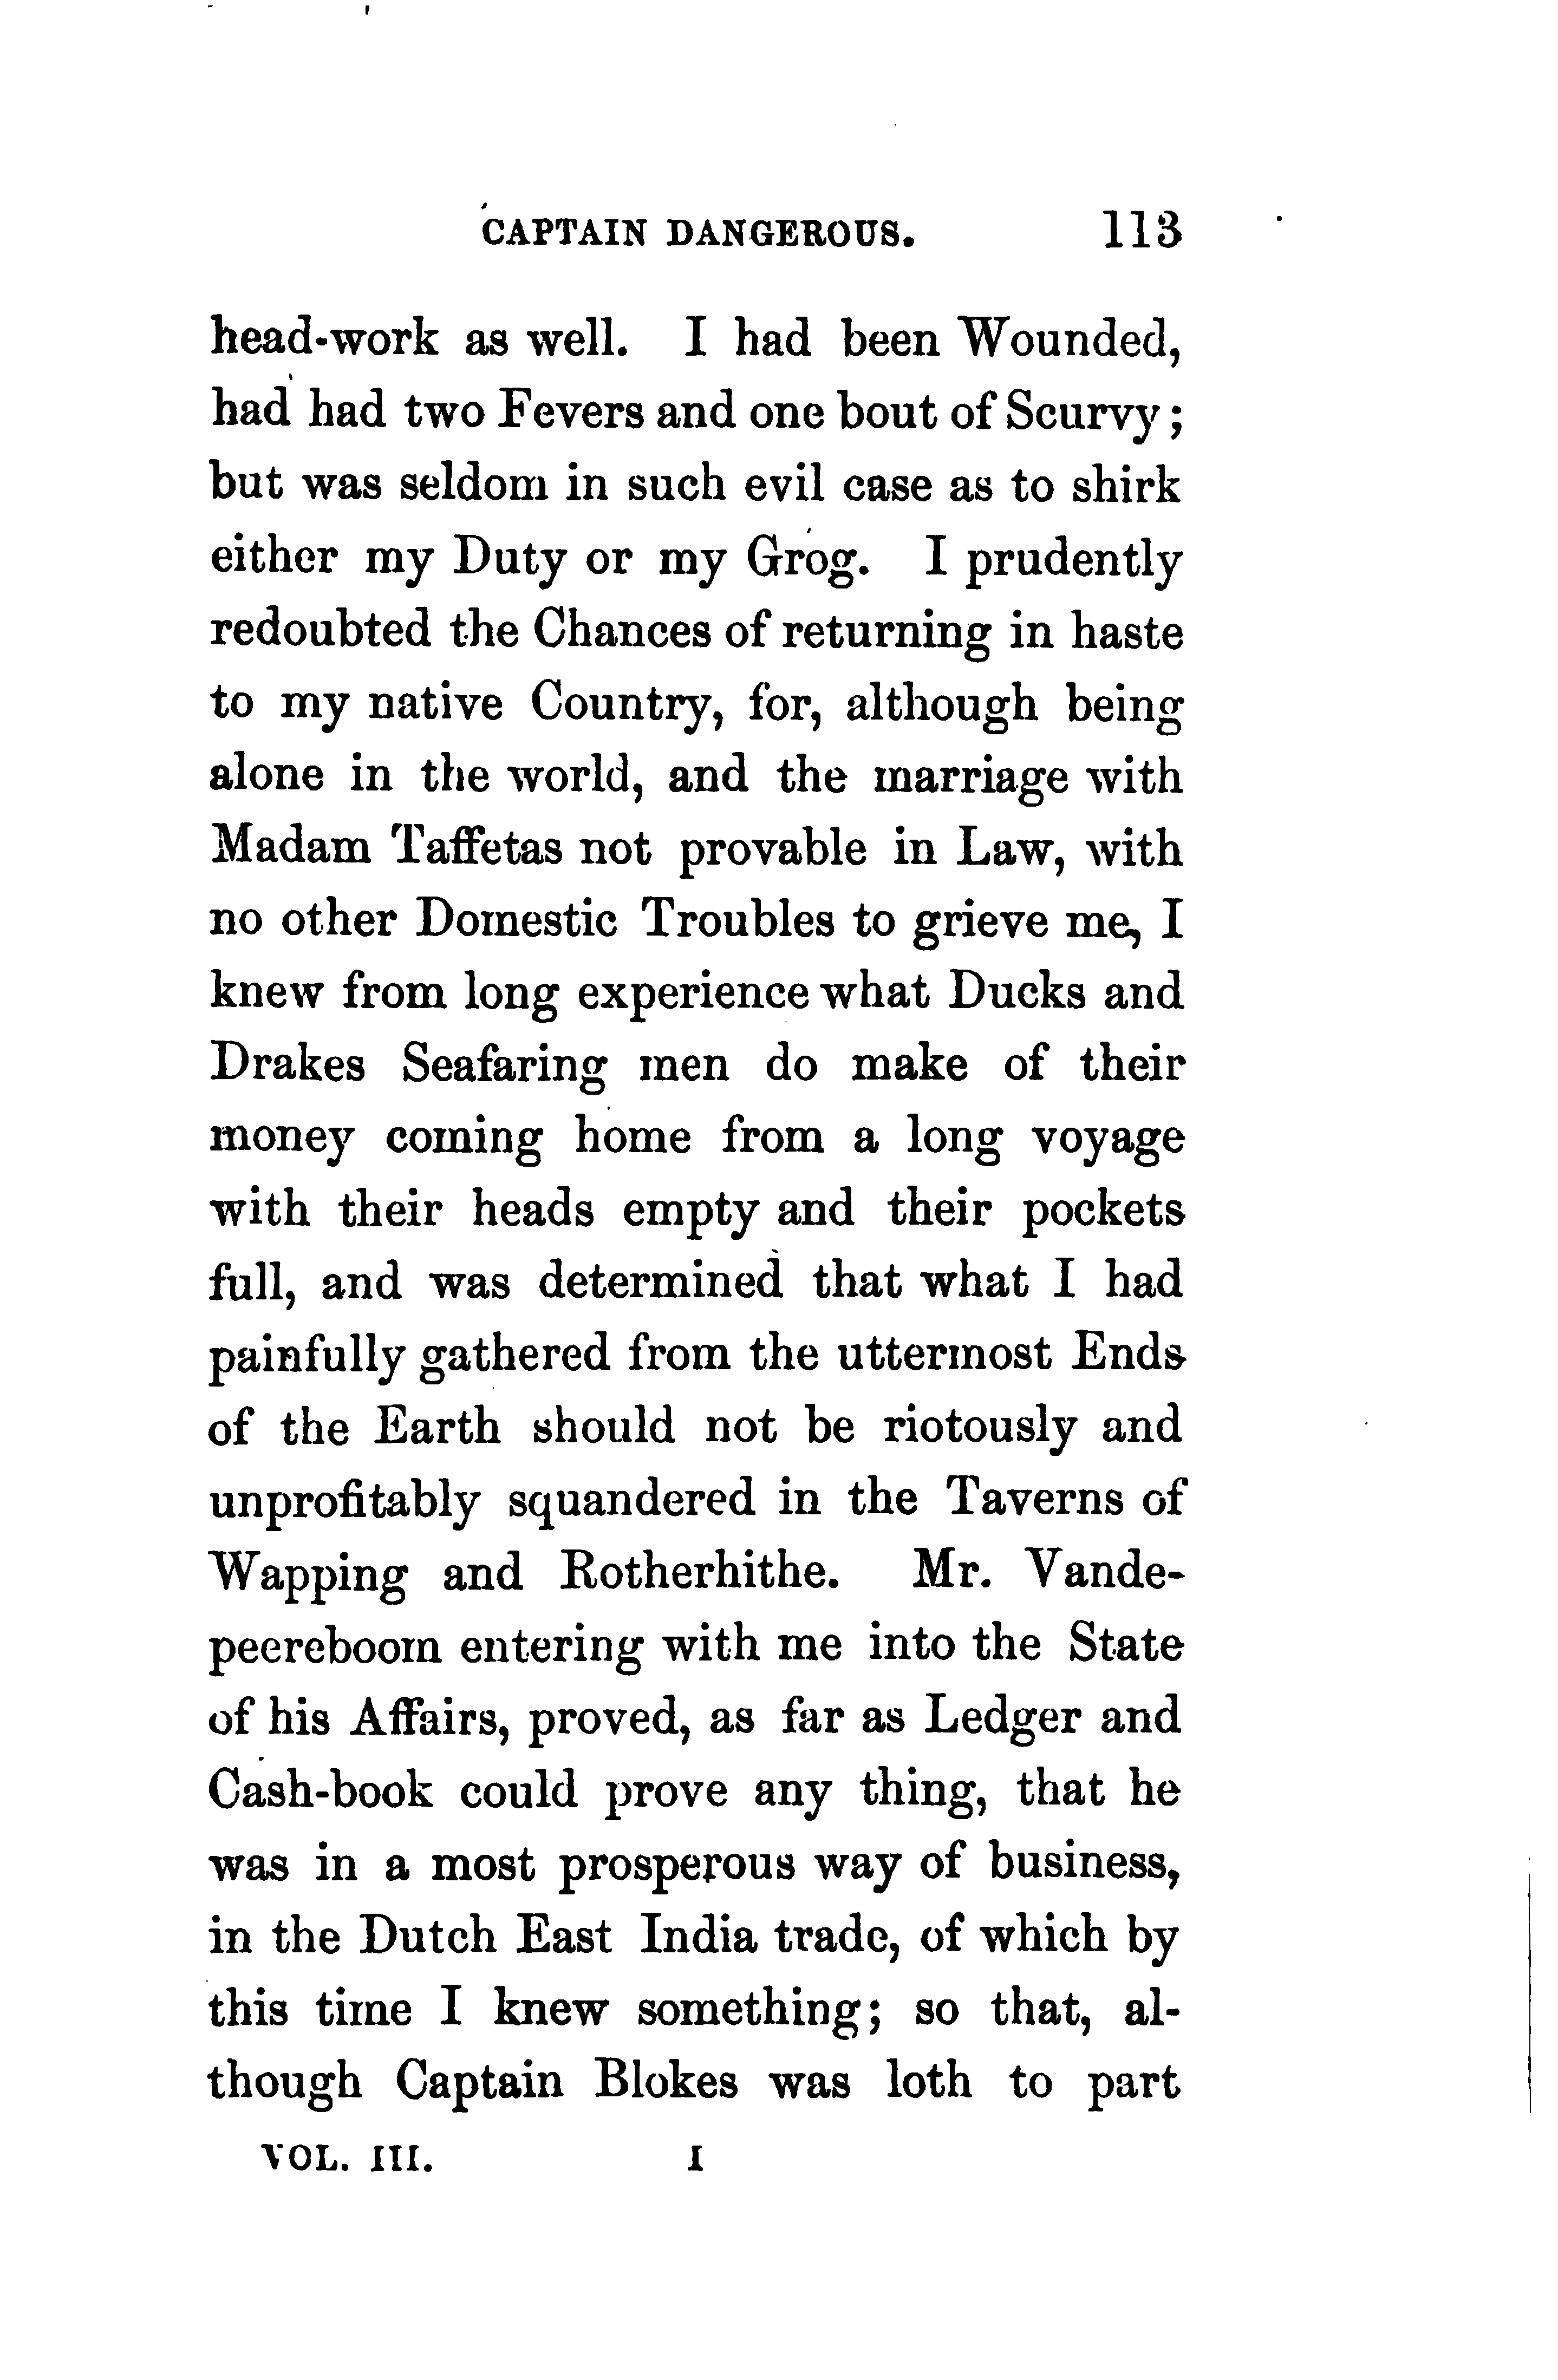 CAPTAIN DANGEROUS. 113
head-work as well. I had been Wounded,
had had two Fevers and one bout of Scurvy;
but was seldom in such evil case as to shirk
either my Duty or my Grog. I prudently
redoubted the Chances of returning in haste
to my native Country, for, although being
alone in the world, and the marriage with
Madam Taffetas not provable in Law, with
no other Domestic Troubles to grieve me, I
knew from long experience what Ducks and
Drakes Seafaring men do make of their
money coming home from a long voyage
with their heads empty and their pockets
full, and was determined that what I had
painfully gathered from the uttermost Ends
of the Earth should not be riotously and
unprofitably squandered in the Taverns of
Wapping and Rotherhithe. Mr. Vande-
peereboom entering with me into the State
of his Affairs, proved, as far as Ledger and
Cash-book could prove any thing, that he
was in a most prosperous way of business,
in the Dutch East India trade, of which by
this time I knew something; so that, al-
though Captain Blokes was loth to part
VOL. III. I